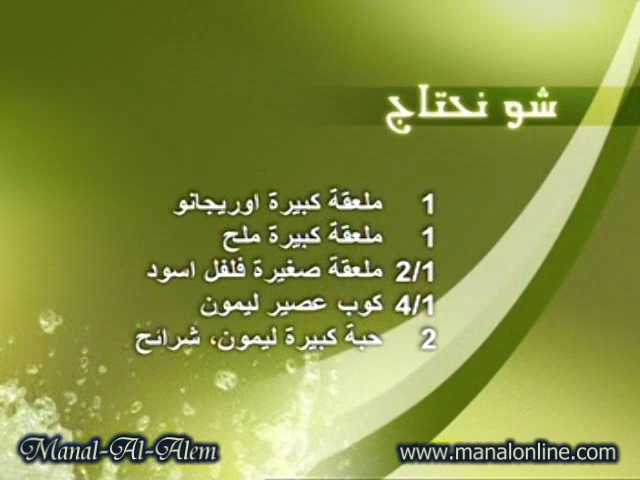 شو نحتاج
1 ملعقة كبيرة اوريجانو
1 ملعقة كبيرة ملح
2/1 ملعقة صغيرة فلفل اسود
4/1 كوب عصير ليمون
2 حبة كبيرة ليمون، شرائح
Manal-Al-Alem
www.manalonline.com